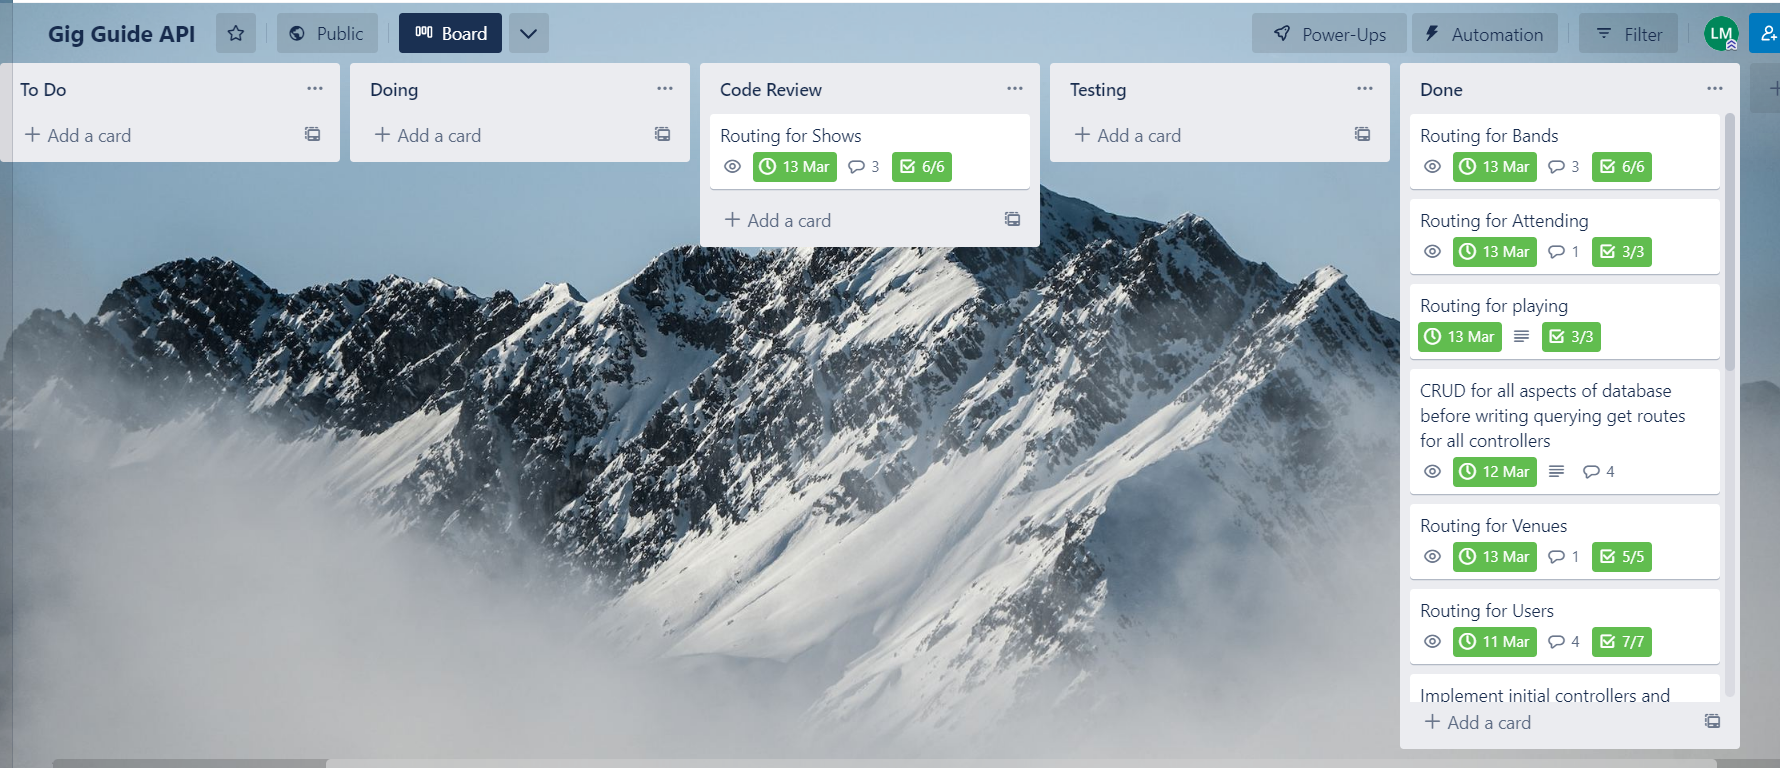 Gig Guide API
Public
Board
Power-Ups
Automation
Filter
LM
To Do
Add a card
Doing
Add a card
Code Review
Routing for Shows
13 Mar 3 6/6
Add a card
Testing
Add a card
Done
Routing for Bands
13 Mar 3 6/6
Routing for Attending
13 Mar 1 3/3
Routing for playing
13 Mar 3/3
CRUD for all aspects of database
before writing querying get routes
for all controllers
12 Mar 4
Routing for Venues
13 Mar 1 5/5
Routing for Users
11 Mar 4 7/7
Implement initial controllers and
Add a card